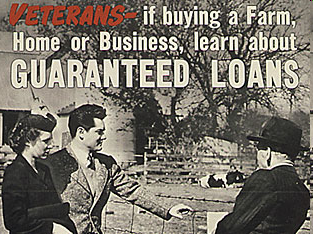 VETERANS- if buying a Farm,
Home or Business, learn about
GUARANTEED LOANS